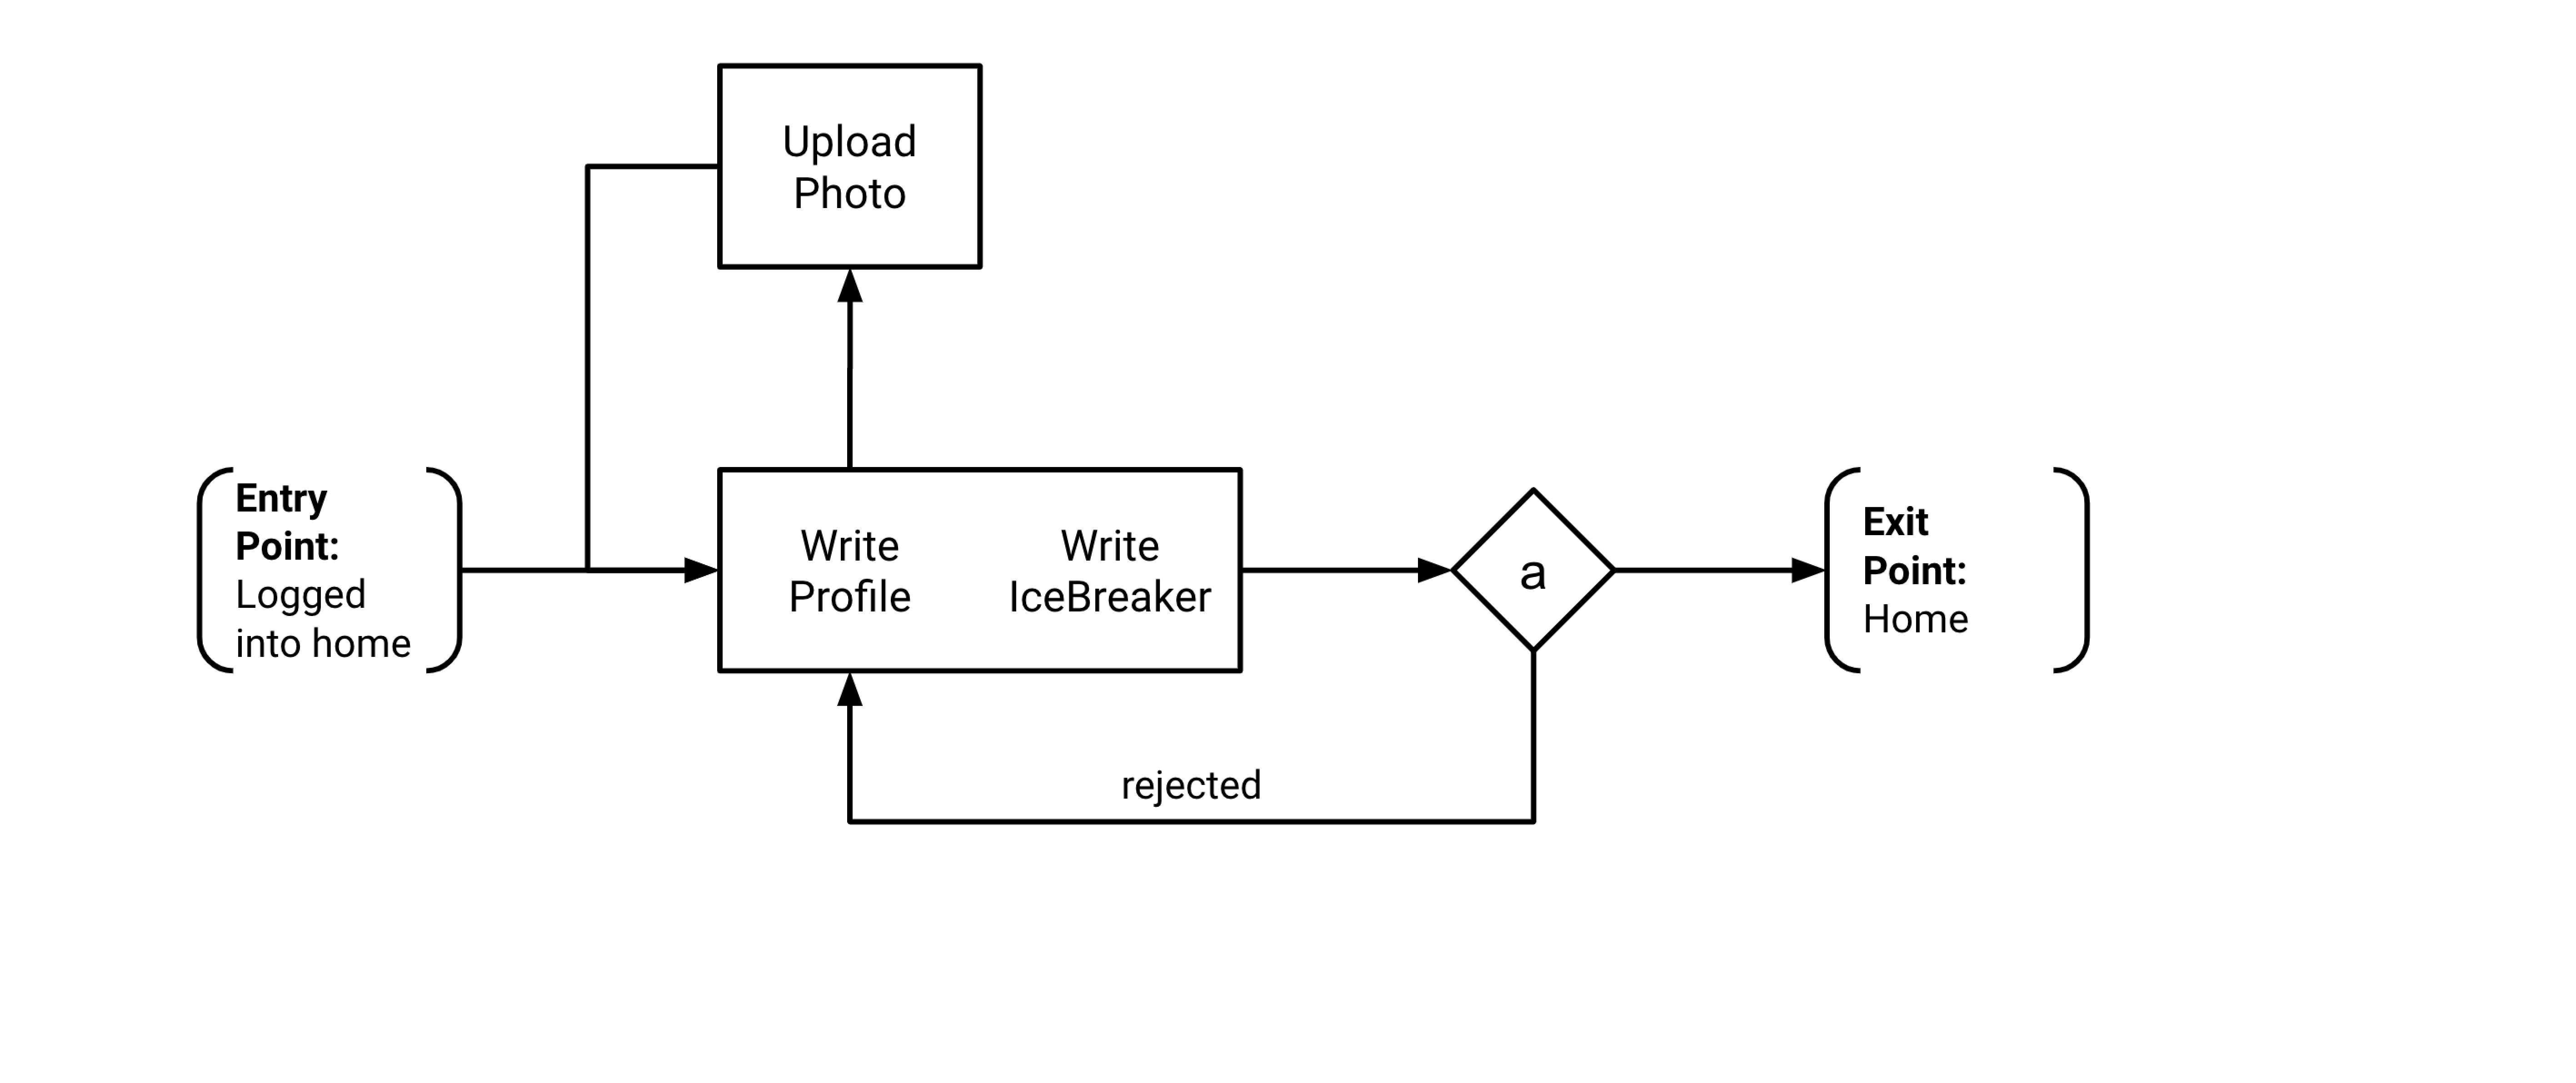 Upload
Photo
Entry
Point:
Logged
into home
Write
Profile
Write
IceBreaker
a
Exit
Point:
Home
rejected